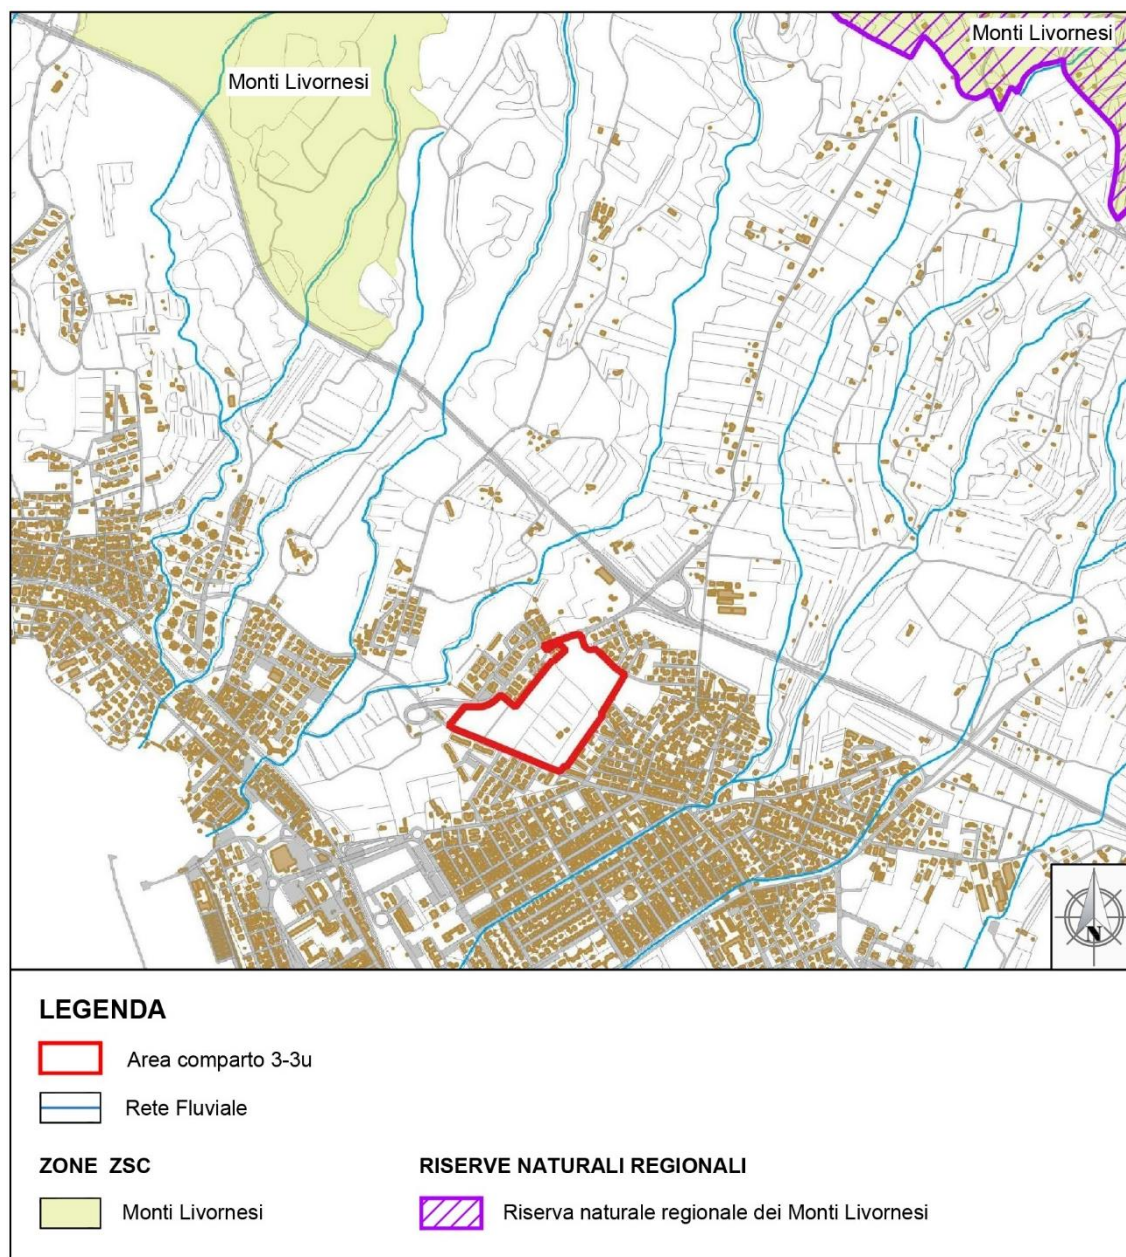 Monti Livornesi
Monti Livornesi
N
LEGENDA
Area comparto 3-3u
Rete Fluviale
ZONE ZSC
RISERVE NATURALI REGIONALI
Monti Livornesi
Riserva naturale regionale dei Monti Livornesi